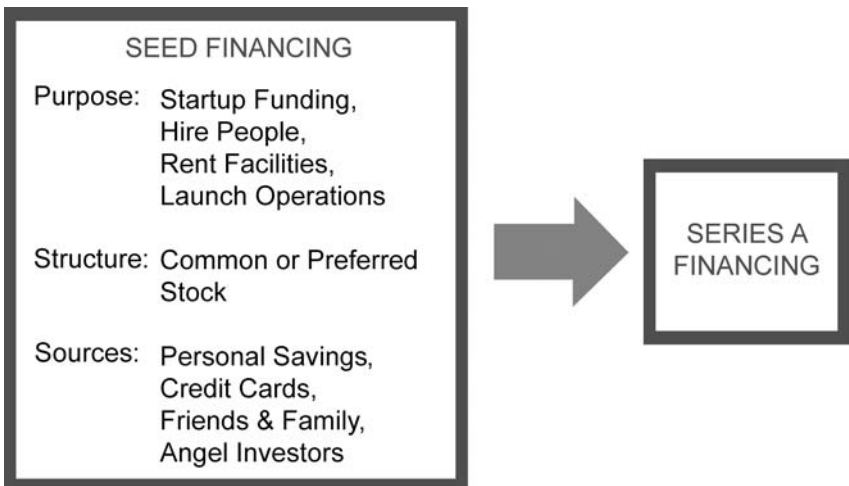 SEED FINANCING
Purpose: Startup Funding,
Hire People,
Rent Facilities,
Launch Operations
Structure: Common or Preferred
Stock
Sources: Personal Savings,
Credit Cards,
Friends & Family,
Angel Investors
SERIES A
FINANCING